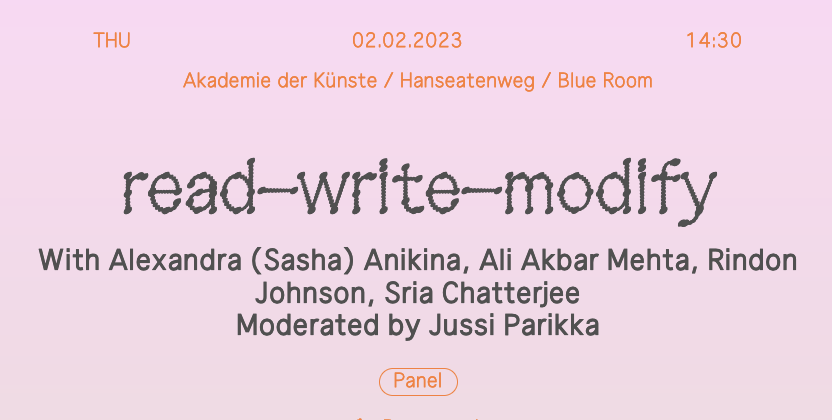 THU 02.02.2023 14:30
Akademie der Künste / Hanseatenweg / Blue Room
read–write–modify
With Alexandra (Sasha) Anikina, Ali Akbar Mehta, Rindon
Johnson, Sria Chatterjee
Moderated by Jussi Parikka
Panel